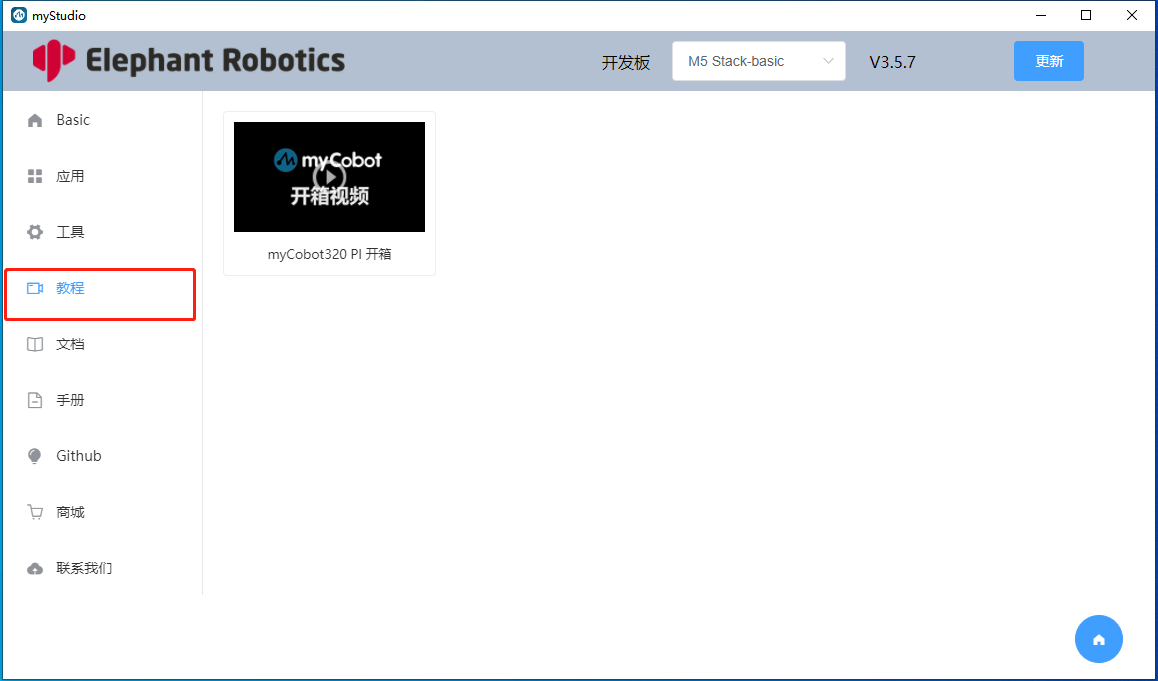 myStudio
Elephant Robotics
开发板
M5 Stack-basic
V3.5.7
更新
Basic
应用
工具
教程
文档
手册
Github
商城
联系我们
myCobot
开箱视频
myCobot320 PI 开箱